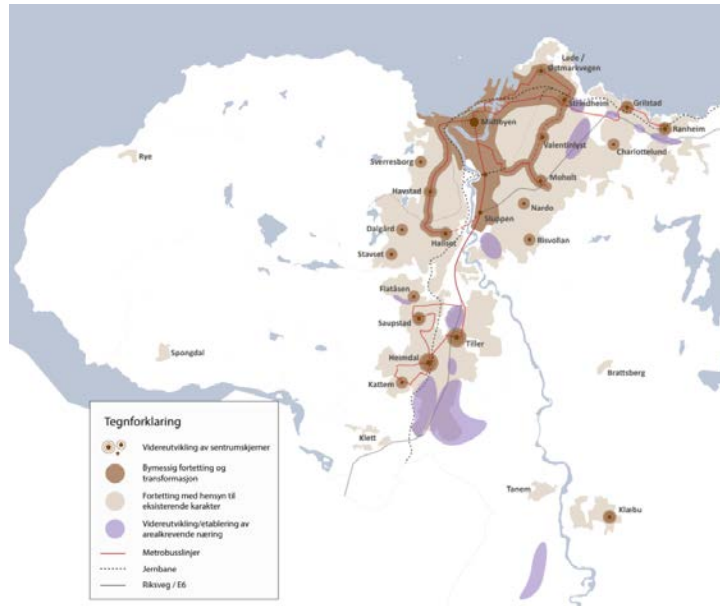 Lade /
Østmarkvegen
Strindheim
Grilstad
Ranheim
Midtbyen
Valentinlyst
Charlottelund
Rye
Sverresborg
Moholt
Havstad
Nardo
Sluppen
Dalgård
Hallset
Risvollan
Stavset
Flatåsen
Saupstad
Tiller
Spongdal
Heimdal
Brattsberg
Kattem
Klett
Tanem
Klæbu
Tegnforklaring
Videreutvikling av sentrumskjerner
Bymessig fortetting og
transformasjon
Fortetting med hensyn til
eksisterende karakter
Videreutvikling/etablering av
arealkrevende næring
Metrobusslinjer
Jernbane
Riksveg / E6